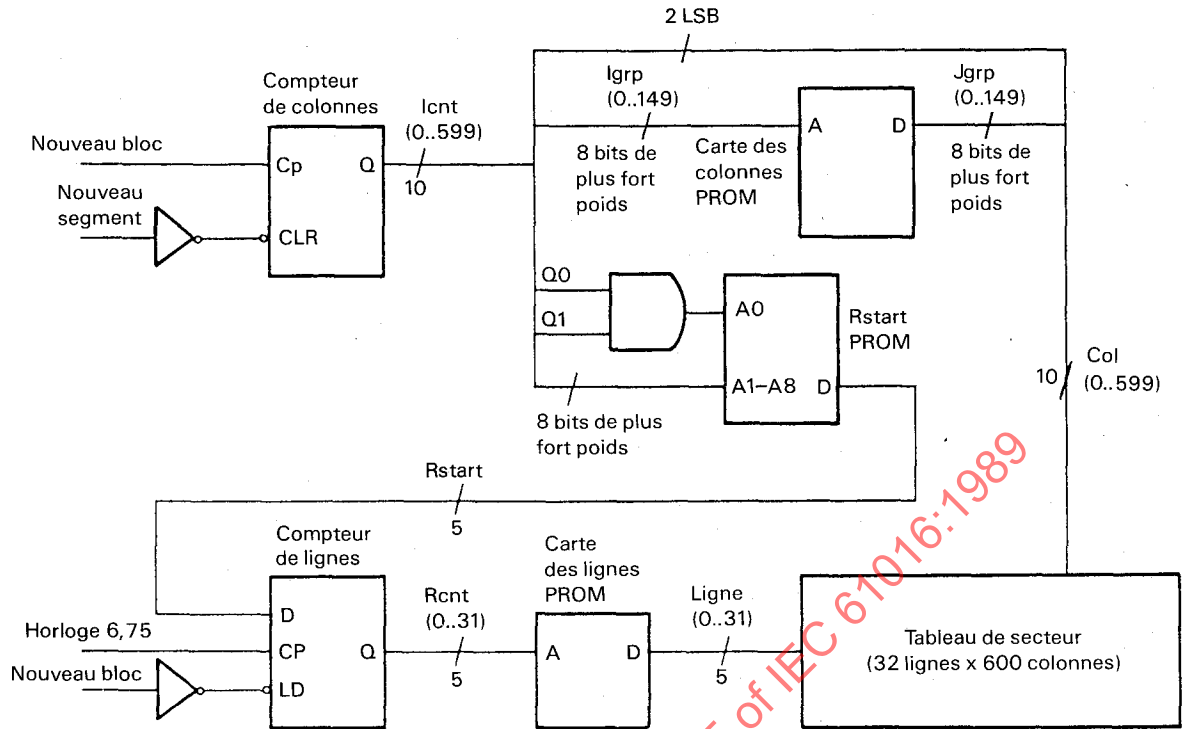 2 LSB
Compteur
de colonnes
Icnt
(0..599)
10
Nouveau bloc
Nouveau
segment
Cp
Q
CLR
Igrp
(0..149)
8 bits de
plus fort
poids
Carte des
colonnes
PROM
A
D
Jgrp
(0..149)
8 bits de
plus fort
poids
Q0
Q1
A0
A1–A8
D
Rstart
PROM
8 bits de plus
fort poids
10
Col
(0..599)
Rstart
5
Compteur
de lignes
D
CP
Q
LD
Horloge 6,75
Nouveau bloc
Rcnt
(0..31)
5
Carte
des lignes
PROM
A
D
Ligne
(0..31)
5
Tableau de secteur
(32 lignes x 600 colonnes)
of IEC 61016:1989